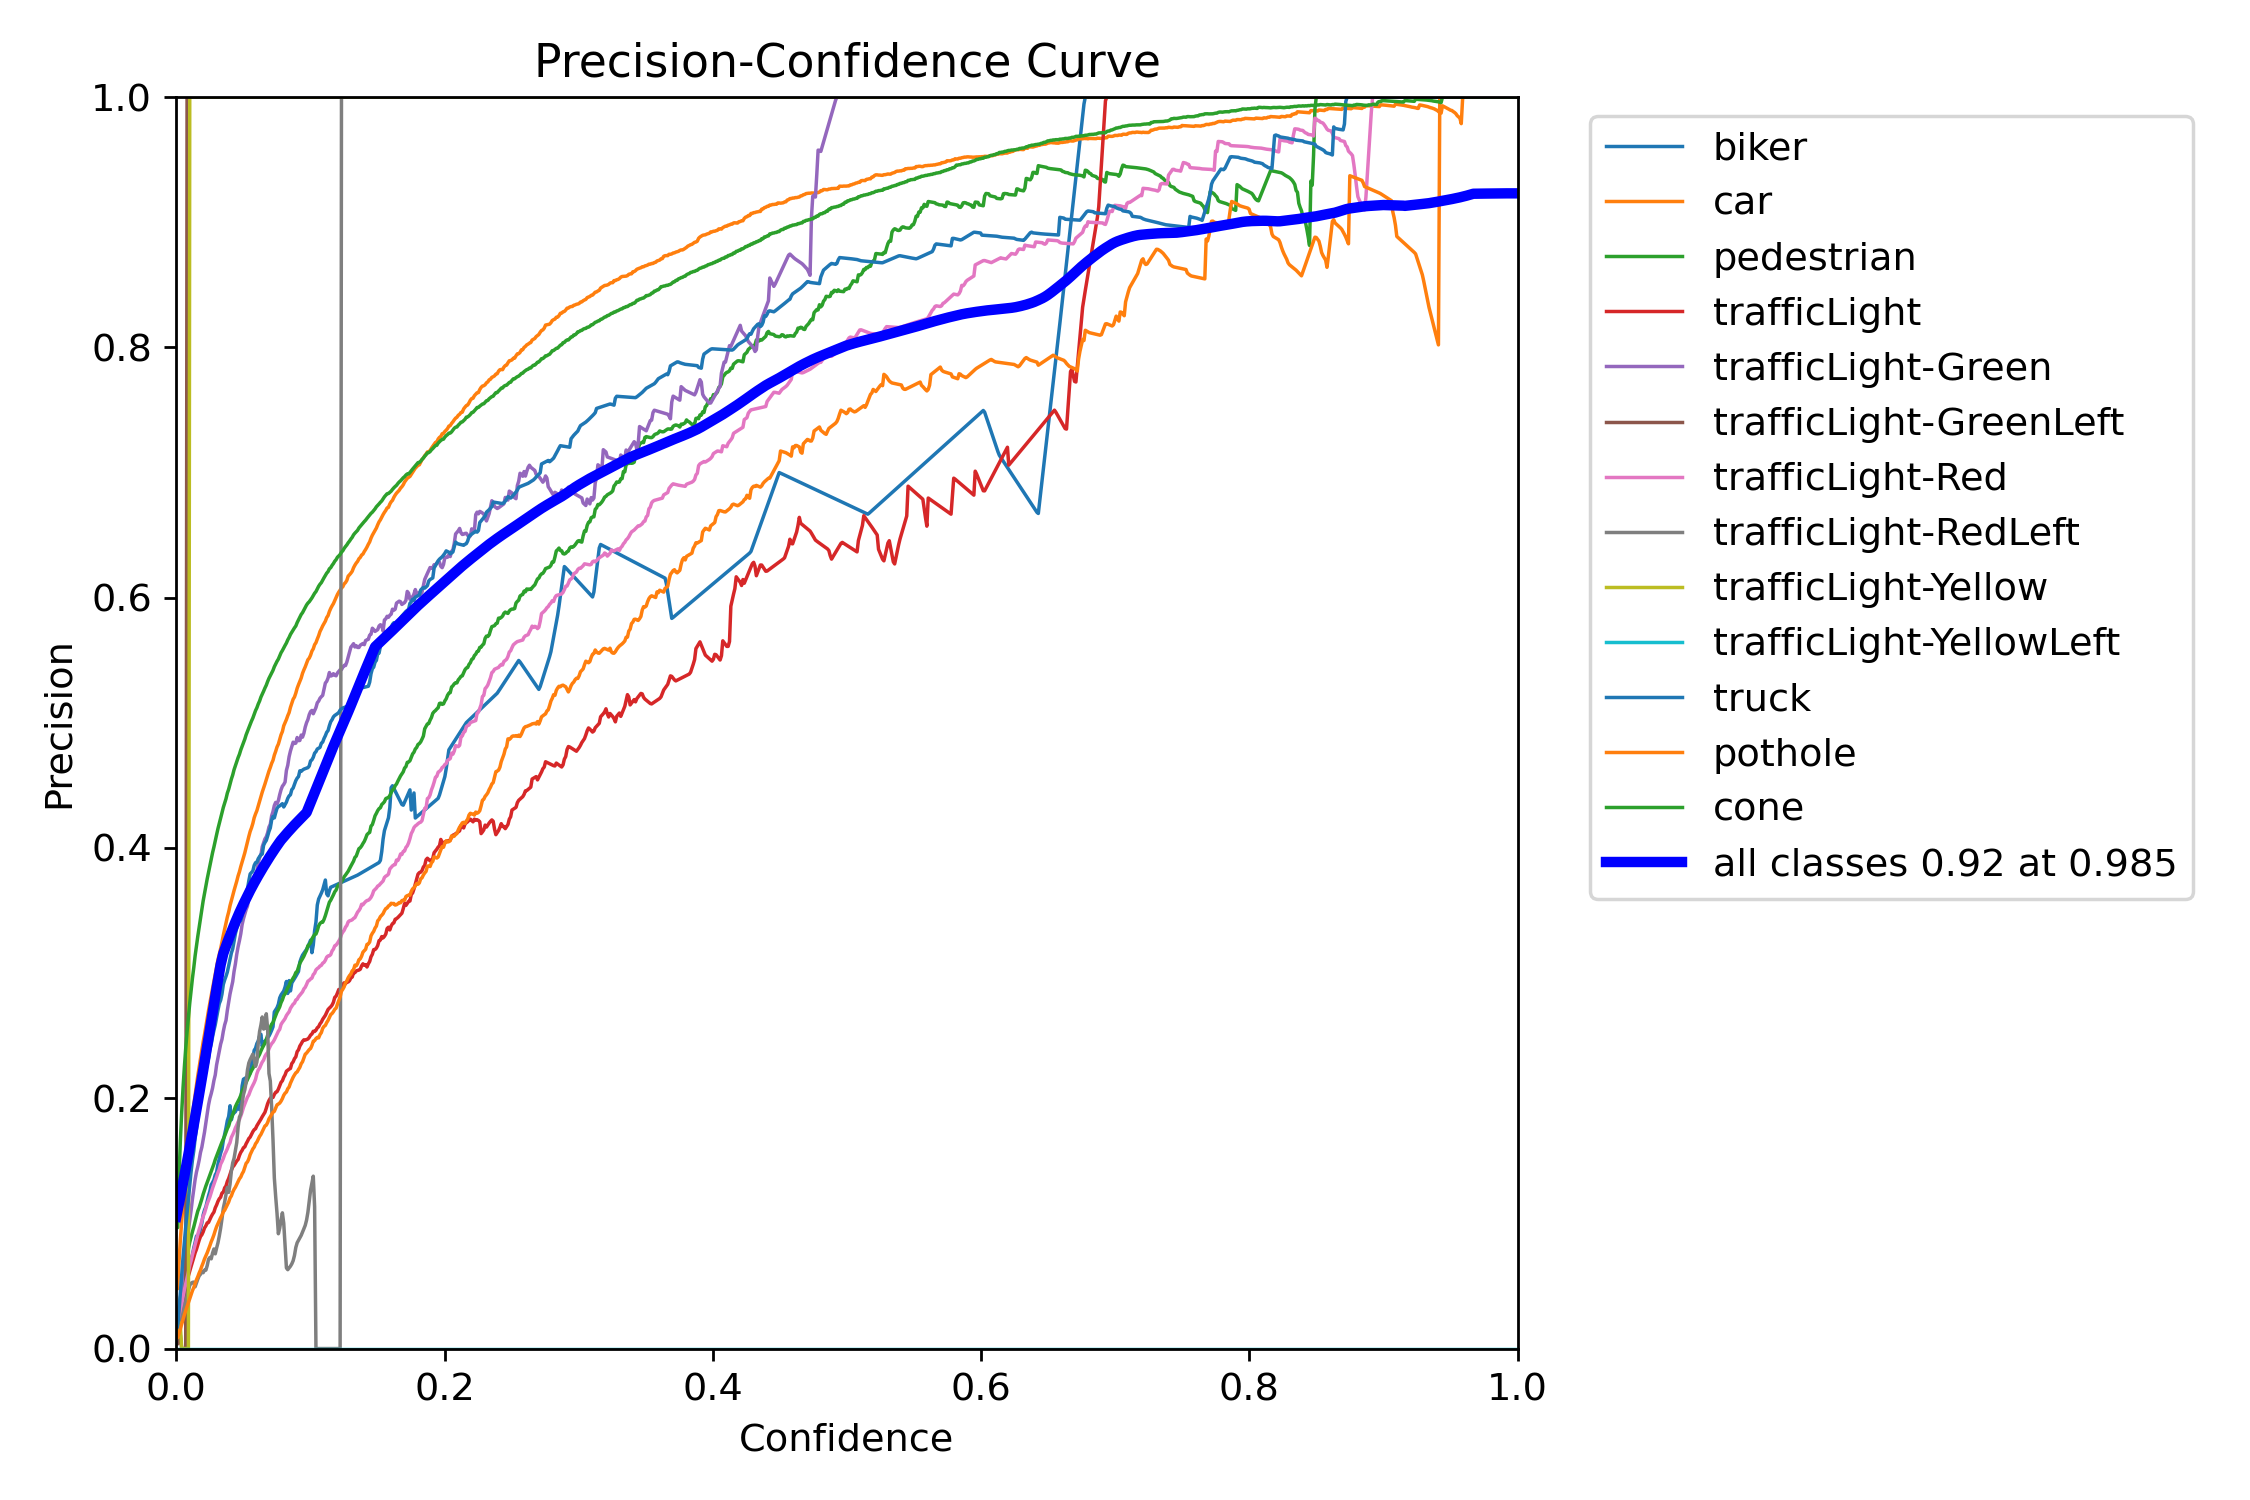 Precision-Confidence Curve
1.0
0.8
0.6
0.4
0.2
0.0
Precision
0.0 0.2 0.4 0.6 0.8 1.0
Confidence
biker
car
pedestrian
trafficLight
trafficLight-Green
trafficLight-GreenLeft
trafficLight-Red
trafficLight-RedLeft
trafficLight-Yellow
trafficLight-YellowLeft
truck
pothole
cone
all classes 0.92 at 0.985